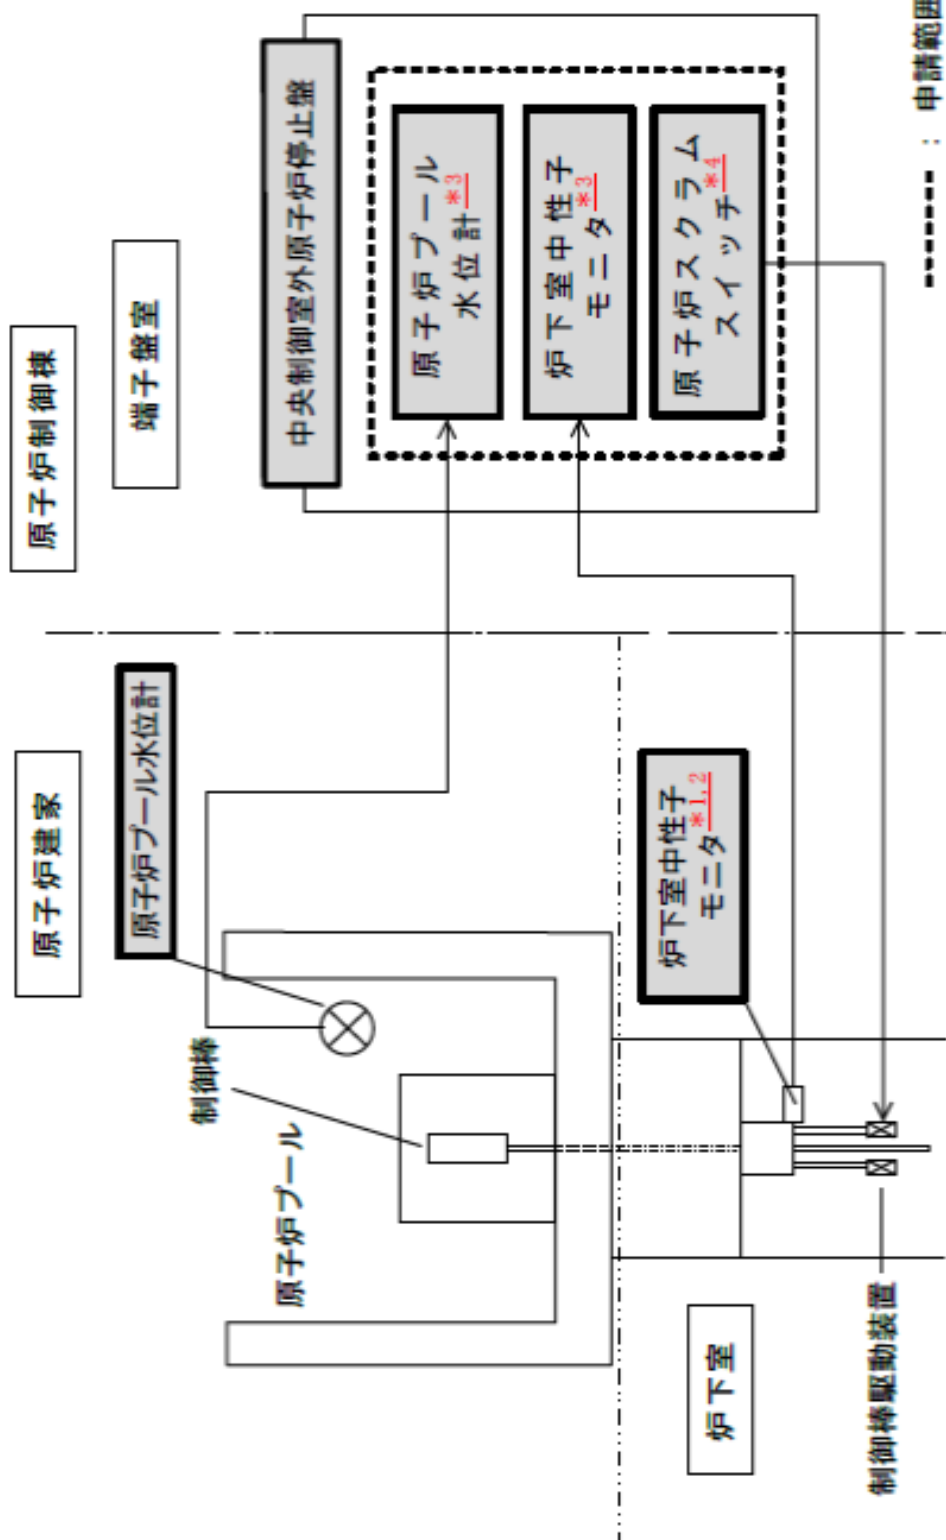 原子炉建家
原子炉制御棟
端子盤室
原子炉プール水位計
制御棒
原子炉プール
中央制御室外原子炉停止盤
原子炉プール
水位計*3
炉下室中性子
モニタ*3
原子炉スクラム
スイッチ*4
炉下室中性子
モニタ*1,2
炉下室
制御棒駆動装置
: 申請範囲